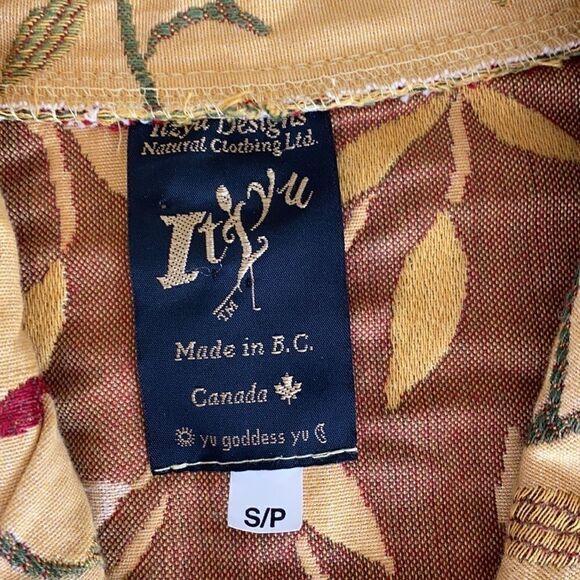 Itzyu Designs
Natural Clothing Ltd.
Itzyu
TM
Made in B.C.
Canada
yu goddess yu
S/P